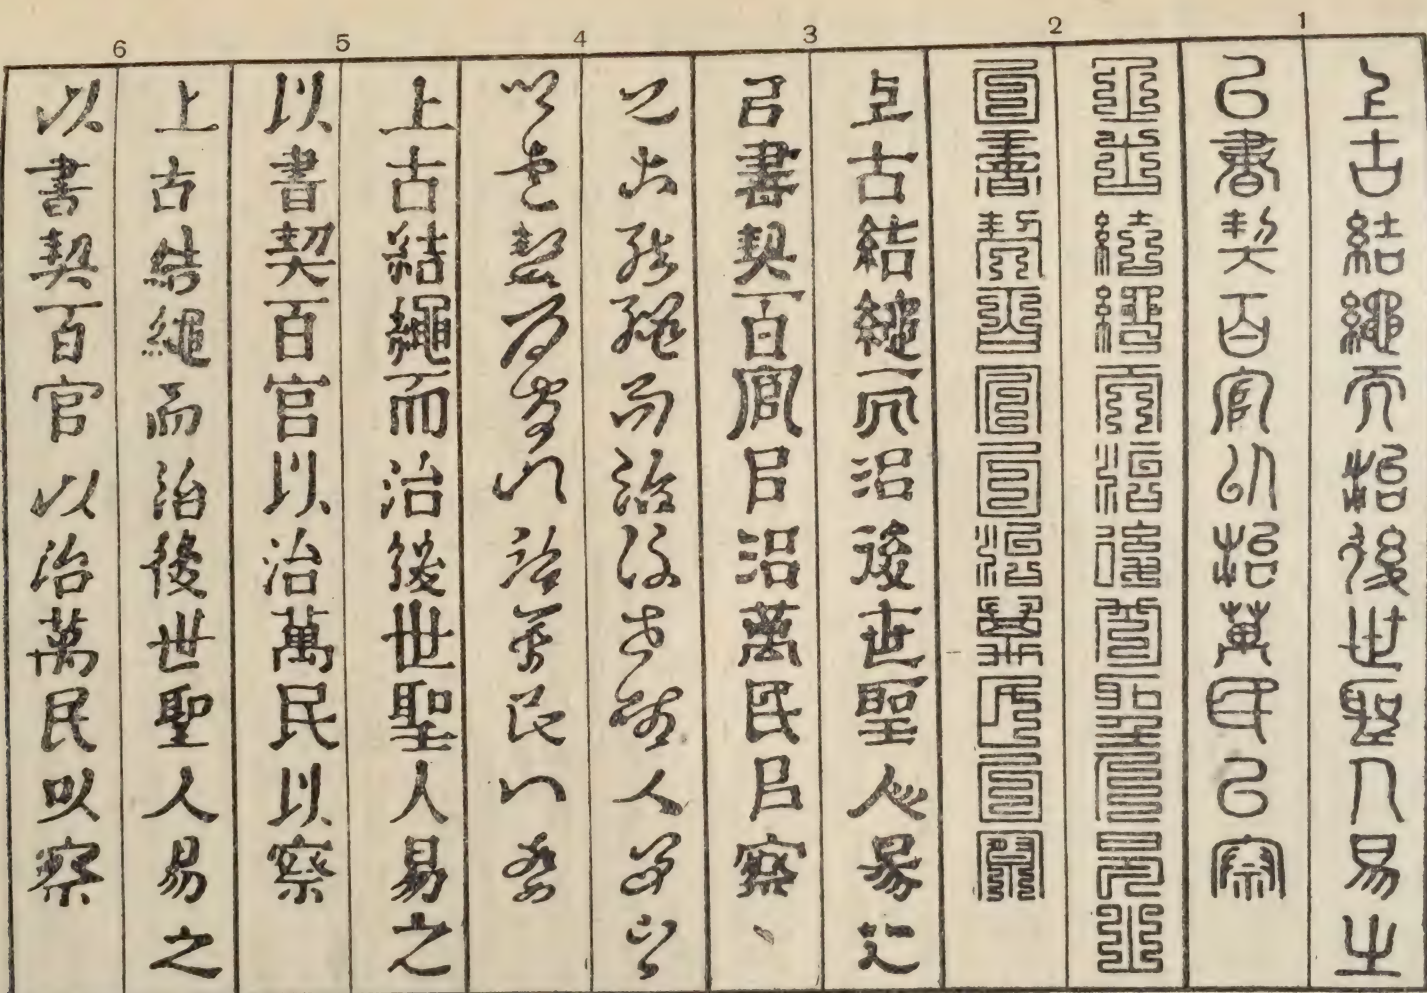 1
上古結繩而治後世聖人易之
以書契百官以治萬民以察
2
上古結繩而治後世聖人易之
以書契百官以治萬民以察
3
上古結繩而治後世聖人易之
以書契百官以治萬民以察、
4
上古結繩而治後世聖人易之
以書契百官以治萬民以察
5
上古結繩而治後世聖人易之
以書契百官以治萬民以察
6
上古結繩而治後世聖人易之
以書契百官以治萬民以察